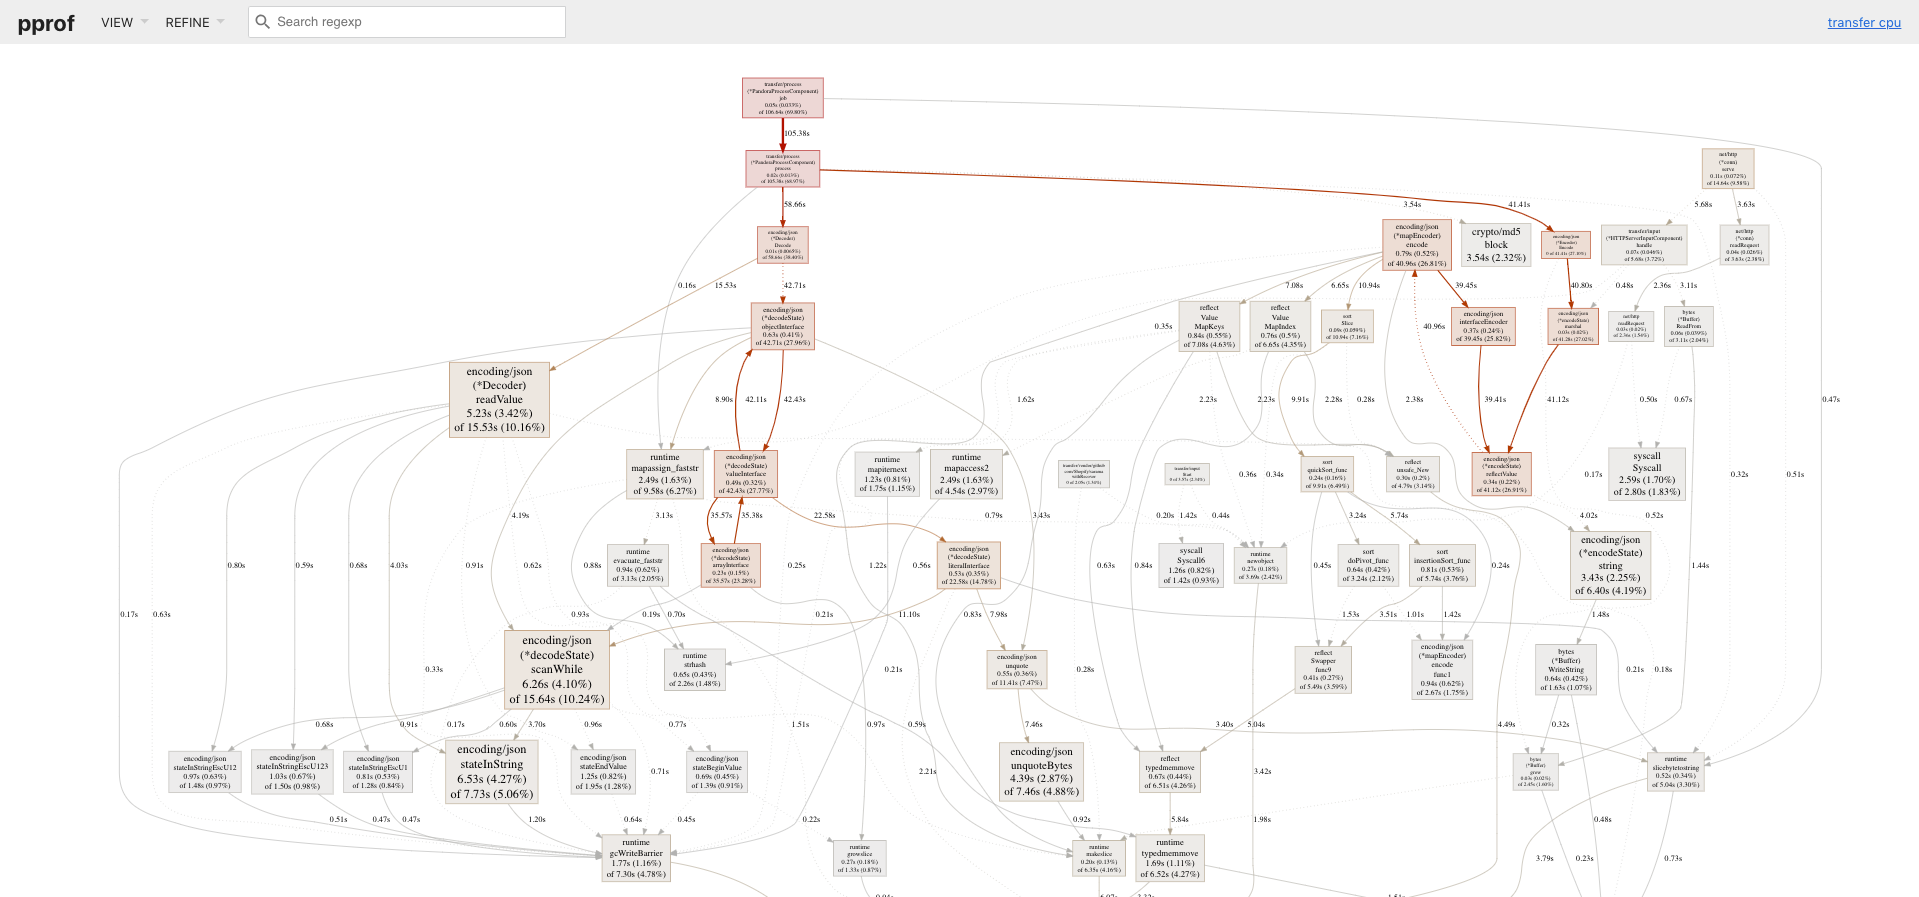 pprof
VIEW
REFINE
Search regexp
transfer cpu
transfer/process
(*PandoraProcessComponent)
job
0.05s (0.033%)
of 106.64s (69.80%)
105.38s
transfer/process
(*PandoraProcessComponent)
process
0.02s (0.013%)
of 105.38s (68.97%)
net/http
(*conn)
serve
0.11s (0.072%)
of 14.64s (9.58%)
58.66s
3.54s
41.41s
5.68s
3.63s
encoding/json
(*Decoder)
Decode
of 58.66s (38.40%)
encoding/json
(*mapEncoder)
encode
0.79s (0.52%)
of 40.96s (26.81%)
crypto/md5
block
3.54s (2.32%)
encoding/json
(*Encoder)
Encode
0 of 41.41s (27.10%)
transfer/input
(*HTTPServerInputComponent)
handle
0.07s (0.046%)
of 5.68s (3.72%)
net/http
(*conn)
readRequest
0.04s (0.026%)
of 3.63s (2.38%)
0.16s
15.53s
42.71s
7.08s
6.65s
10.94s
39.45s
40.80s
0.48s
2.36s
3.11s
encoding/json
(*decodeState)
objectInterface
0.63s (0.41%)
of 42.71s (27.96%)
reflect
Value
MapKeys
0.84s (0.55%)
of 7.08s (4.63%)
reflect
Value
MapIndex
0.76s (0.5%)
of 6.65s (4.35%)
sort
Slice
0.09s (0.059%)
of 10.94s (7.16%)
encoding/json
interfaceEncoder
0.37s (0.24%)
of 39.45s (25.82%)
encoding/json
(*encodeState)
marshal
0.03s (0.02%)
of 41.28s (27.02%)
net/http
readRequest
0.03s (0.02%)
of 2.36s (1.54%)
bytes
(*Buffer)
ReadFrom
0.06s (0.039%)
of 3.11s (2.04%)
0.35s
40.96s
encoding/json
(*Decoder)
readValue
5.23s (3.42%)
of 15.53s (10.16%)
8.90s
42.11s
42.43s
1.62s
2.23s
2.23s
9.91s
2.28s
0.28s
2.38s
39.41s
41.12s
0.50s
0.67s
0.47s
runtime
mapassign_faststr
2.49s (1.63%)
of 9.58s (6.27%)
encoding/json
(*decodeState)
valueInterface
0.49s (0.32%)
of 42.43s (27.77%)
runtime
mapiternext
1.23s (0.81%)
of 1.75s (1.15%)
runtime
mapaccess2
2.49s (1.63%)
of 4.54s (2.97%)
transfer/input
Start
0.36s
0.34s
sort
quickSort_func
0.24s (0.16%)
of 9.91s (6.49%)
reflect
unsafe_New
0.30s (0.2%)
of 4.79s (3.14%)
encoding/json
(*encodeState)
reflectValue
0.34s (0.22%)
of 41.12s (26.91%)
0.17s
syscall
Syscall
2.59s (1.70%)
of 2.80s (1.83%)
0.32s
0.51s
4.19s
3.13s
35.57s
35.38s
22.58s
0.79s
3.43s
0.20s
1.42s
0.44s
3.24s
5.74s
4.02s
0.52s
0.80s
0.59s
0.68s
4.03s
0.91s
0.62s
0.88s
runtime
evacuate_faststr
0.94s (0.62%)
of 3.13s (2.05%)
encoding/json
(*decodeState)
arrayInterface
0.23s (0.15%)
of 35.57s (23.28%)
0.25s
1.22s
0.56s
encoding/json
(*decodeState)
literalInterface
0.53s (0.35%)
of 22.58s (14.78%)
0.63s
0.84s
syscall
Syscall6
1.26s (0.82%)
of 1.42s (0.93%)
runtime
newobject
0.27s (0.18%)
of 3.69s (2.42%)
0.45s
sort
doPivot_func
0.64s (0.42%)
of 3.24s (2.12%)
sort
insertionSort_func
0.81s (0.53%)
of 5.74s (3.76%)
0.24s
encoding/json
(*encodeState)
string
3.43s (2.25%)
of 6.40s (4.19%)
1.44s
0.17s
0.63s
0.93s
0.19s
0.70s
0.21s
11.10s
0.83s
7.98s
1.53s
3.51s
1.01s
1.42s
1.48s
0.33s
encoding/json
(*decodeState)
scanWhile
6.26s (4.10%)
of 15.64s (10.24%)
runtime
strhash
0.65s (0.43%)
of 2.26s (1.48%)
0.21s
encoding/json
unquote
0.55s (0.36%)
of 11.41s (7.47%)
0.28s
reflect
Swapper
func9
0.41s (0.27%)
of 5.49s (3.59%)
encoding/json
(*mapEncoder)
encode
func1
0.94s (0.62%)
of 2.67s (1.75%)
bytes
(*Buffer)
WriteString
0.64s (0.42%)
of 1.63s (1.07%)
0.21s
0.18s
0.68s
0.91s
0.17s
0.60s
3.70s
0.96s
0.77s
1.51s
0.97s
0.59s
7.46s
3.40s
5.04s
4.49s
0.32s
encoding/json
stateInStringEscU12
0.97s (0.63%)
of 1.48s (0.97%)
encoding/json
stateInStringEscU123
1.03s (0.67%)
of 1.50s (0.98%)
encoding/json
stateInStringEscU1
0.81s (0.53%)
of 1.28s (0.84%)
encoding/json
stateInString
6.53s (4.27%)
of 7.73s (5.06%)
encoding/json
stateEndValue
1.25s (0.82%)
of 1.95s (1.28%)
0.71s
encoding/json
stateBeginValue
0.69s (0.45%)
of 1.39s (0.91%)
2.21s
encoding/json
unquoteBytes
4.39s (2.87%)
of 7.46s (4.88%)
reflect
typedmemmove
0.67s (0.44%)
of 6.51s (4.26%)
3.42s
bytes
(*Buffer)
grow
0.03s (0.02%)
of 2.45s (1.60%)
runtime
slicebytetostring
0.52s (0.34%)
of 5.04s (3.30%)
0.51s
0.47s
0.47s
1.20s
0.64s
0.45s
0.22s
0.92s
5.84s
1.98s
0.48s
runtime
gcWriteBarrier
1.77s (1.16%)
of 7.30s (4.78%)
runtime
growslice
0.27s (0.18%)
of 1.33s (0.87%)
runtime
makeslice
0.20s (0.13%)
of 6.35s (4.16%)
runtime
typedmemmove
1.69s (1.11%)
of 6.52s (4.27%)
3.79s
0.23s
0.73s